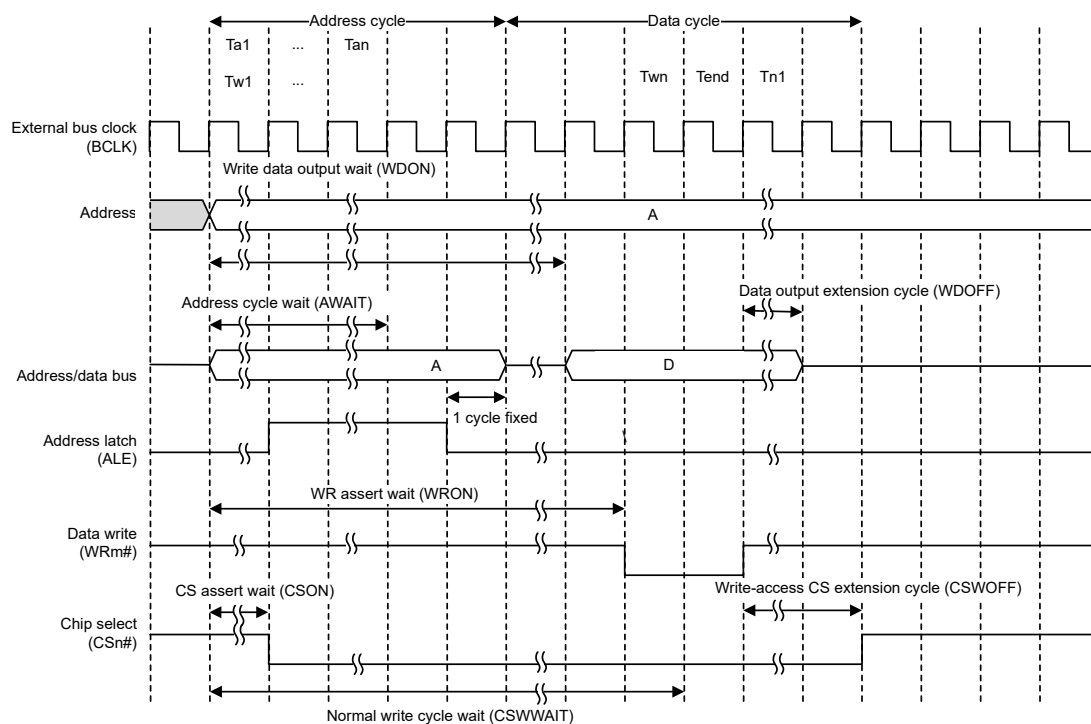 Address cycle
Data cycle
Ta1
...
Tan
Tw1
...
Twn
Tend
Tn1
External bus clock
(BCLK)
Write data output wait (WDON)
Address
A
Address cycle wait (AWAIT)
Data output extension cycle (WDOFF)
Address/data bus
A
D
1 cycle fixed
Address latch
(ALE)
WR assert wait (WRON)
Data write
(WRm#)
CS assert wait (CSON)
Write-access CS extension cycle (CSWOFF)
Chip select
(CSn#)
Normal write cycle wait (CSWWAIT)